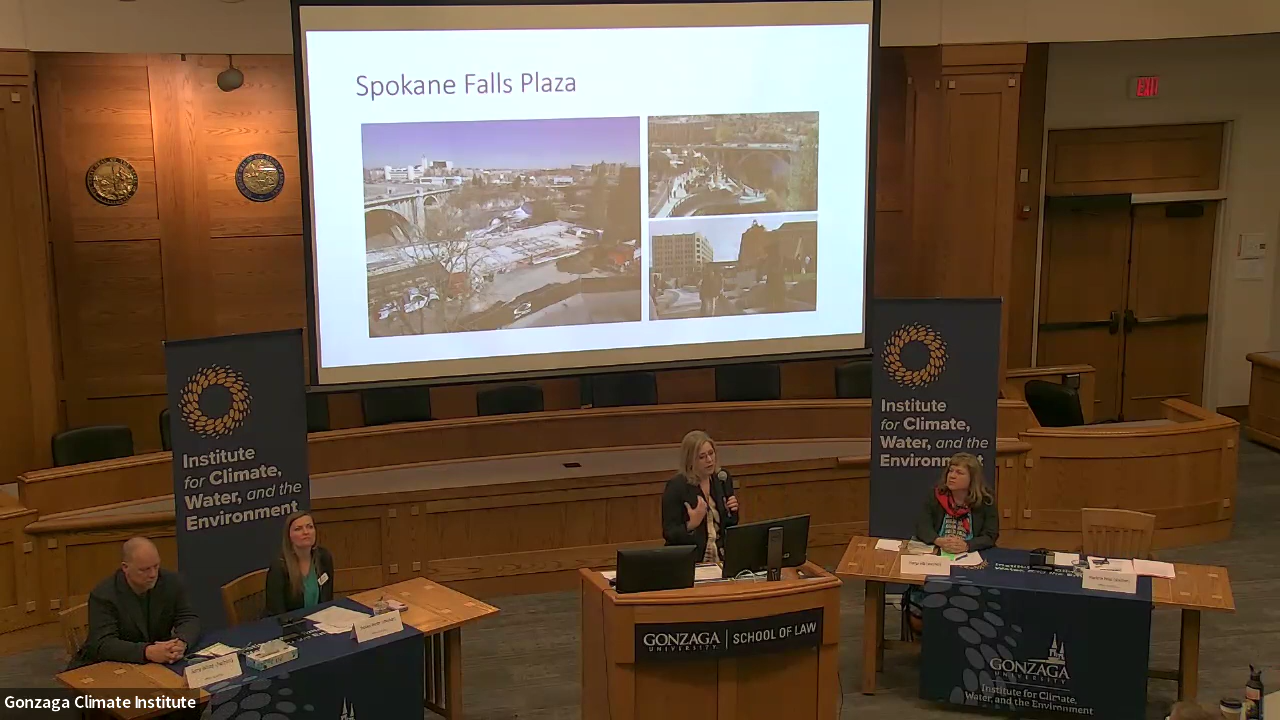 Spokane Falls Plaza
EXIT
Institute
for Climate,
Water, and the
Environment
Institute
for Climate,
Water, and the
Environment
GONZAGA
UNIVERSITY
SCHOOL OF LAW
GONZAGA
UNIVERSITY
Institute for Climate,
Water, and the Environment
Gonzaga Climate Institute